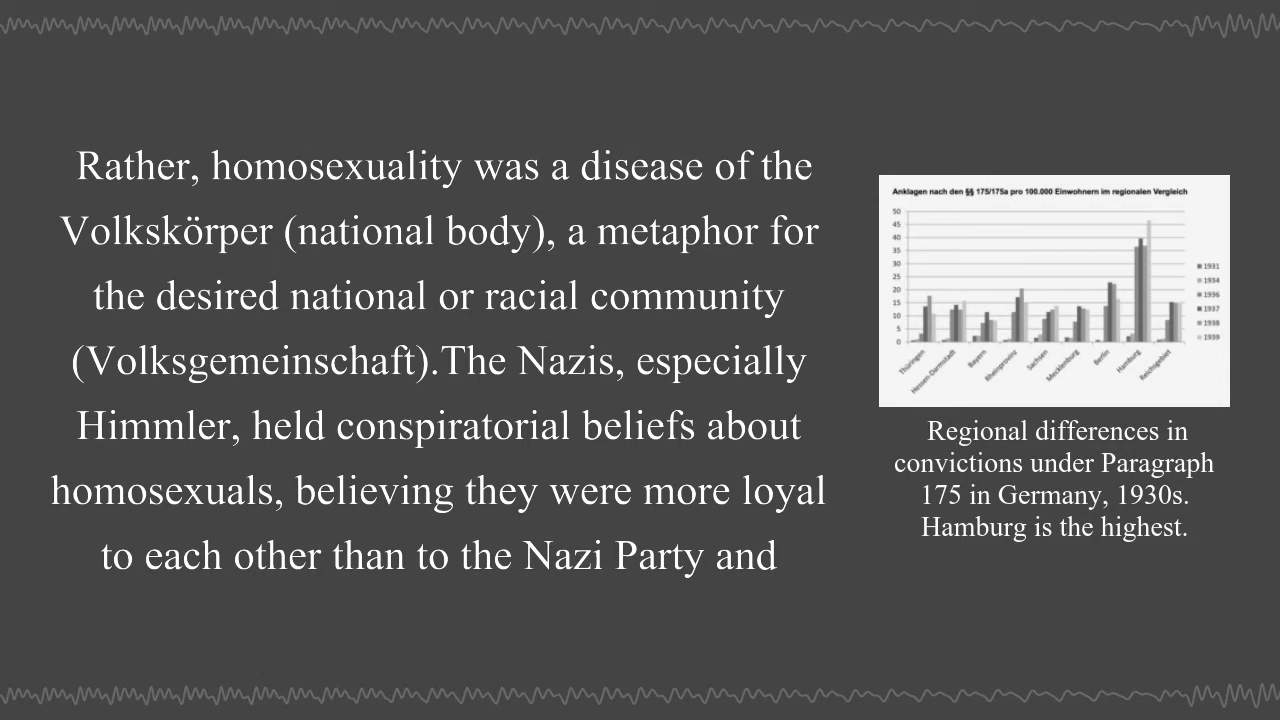 Rather, homosexuality was a disease of the
Volkskörper (national body), a metaphor for
the desired national or racial community
(Volksgemeinschaft).The Nazis, especially
Himmler, held conspiratorial beliefs about
homosexuals, believing they were more loyal
to each other than to the Nazi Party and
Anklagen nach den §§ 175/175a pro 100.000 Einwohnern im regionalen Vergleich
50
45
40
35
30
25
20
15
10
5
0
1931
1934
1936
1937
1938
1939
Thüringen
Hessen-Darmstadt
Bayern
Rheinprovinz
Sachsen
Mecklenburg
Berlin
Hamburg
Reichsgebiet
Regional differences in
convictions under Paragraph
175 in Germany, 1930s.
Hamburg is the highest.